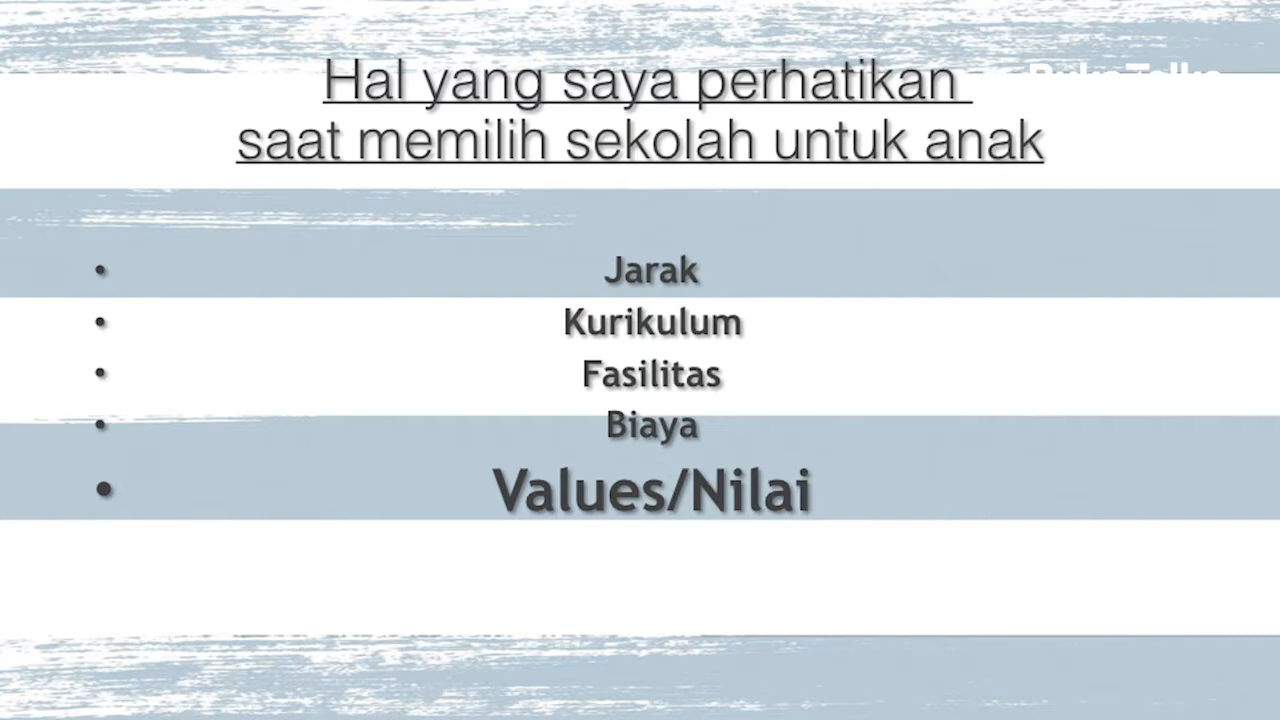 Hal yang saya perhatikan
saat memilih sekolah untuk anak
• Jarak
• Kurikulum
• Fasilitas
• Biaya
• Values/Nilai